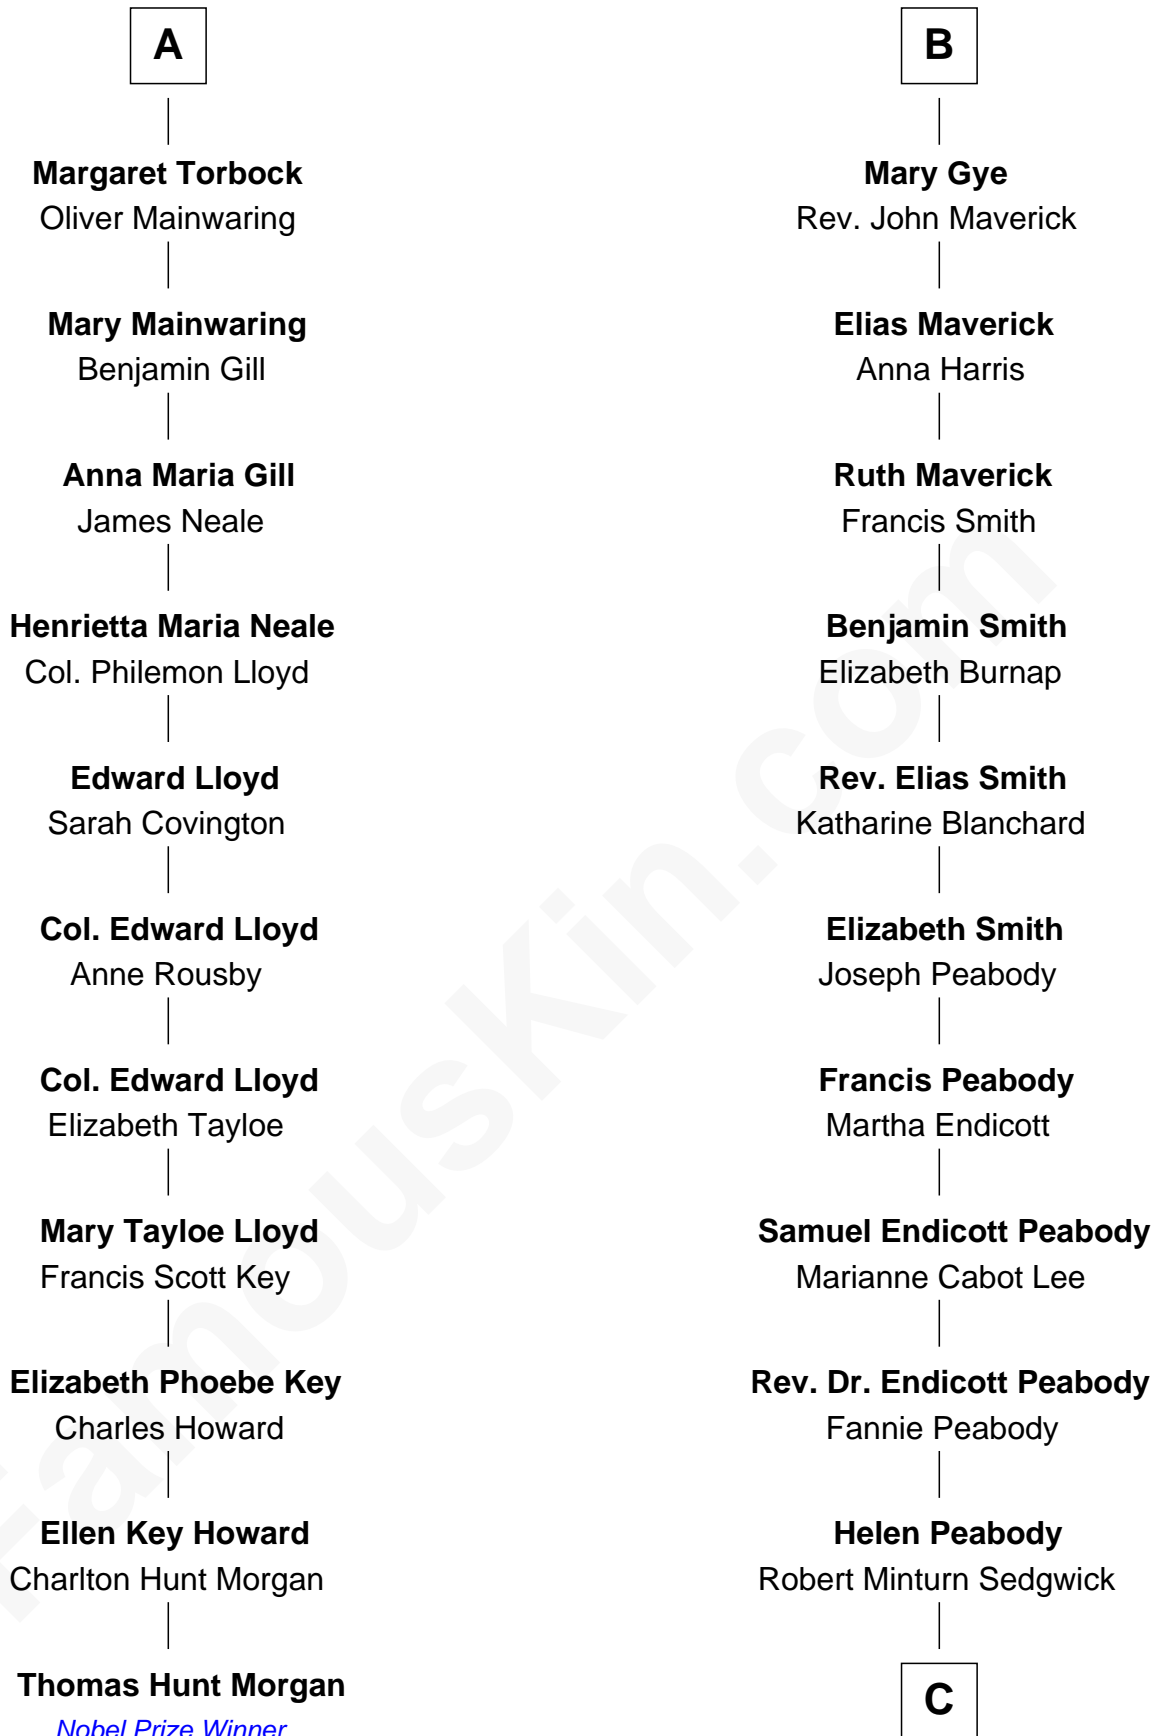 A
Margaret Torbock
Oliver Mainwaring
Mary Mainwaring
Benjamin Gill
Anna Maria Gill
James Neale
Henrietta Maria Neale
Col. Philemon Lloyd
Edward Lloyd
Sarah Covington
Col. Edward Lloyd
Anne Rousby
Col. Edward Lloyd
Elizabeth Tayloe
Mary Tayloe Lloyd
Francis Scott Key
Elizabeth Phoebe Key
Charles Howard
Ellen Key Howard
Charlton Hunt Morgan
Thomas Hunt Morgan
Nobel Prize Winner
B
Mary Gye
Rev. John Maverick
Elias Maverick
Anna Harris
Ruth Maverick
Francis Smith
Benjamin Smith
Elizabeth Burnap
Rev. Elias Smith
Katharine Blanchard
Elizabeth Smith
Joseph Peabody
Francis Peabody
Martha Endicott
Samuel Endicott Peabody
Marianne Cabot Lee
Rev. Dr. Endicott Peabody
Fannie Peabody
Helen Peabody
Robert Minturn Sedgwick
C
FamousKin.com